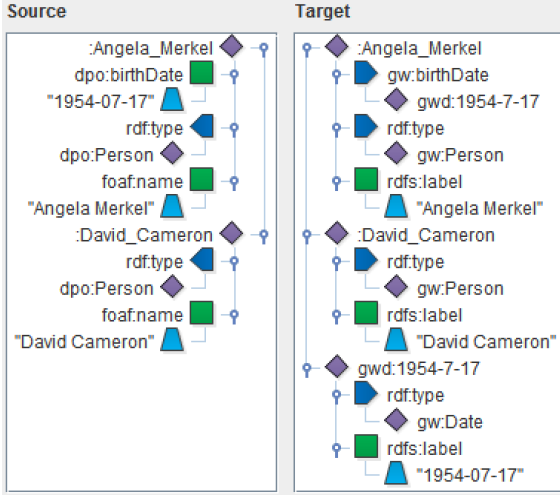 Source
:Angela_Merkel
dpo:birthDate
"1954-07-17"
rdf:type
dpo:Person
foaf:name
"Angela Merkel"
:David_Cameron
rdf:type
dpo:Person
foaf:name
"David Cameron"
Target
:Angela_Merkel
gw:birthDate
gwd:1954-7-17
rdf:type
gw:Person
rdfs:label
"Angela Merkel"
:David_Cameron
rdf:type
gw:Person
rdfs:label
"David Cameron"
gwd:1954-7-17
rdf:type
gw:Date
rdfs:label
"1954-07-17"